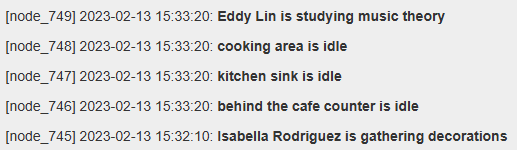 [node_749] 2023-02-13 15:33:20: Eddy Lin is studying music theory
[node_748] 2023-02-13 15:33:20: cooking area is idle
[node_747] 2023-02-13 15:33:20: kitchen sink is idle
[node_746] 2023-02-13 15:33:20: behind the cafe counter is idle
[node_745] 2023-02-13 15:32:10: Isabella Rodriguez is gathering decorations